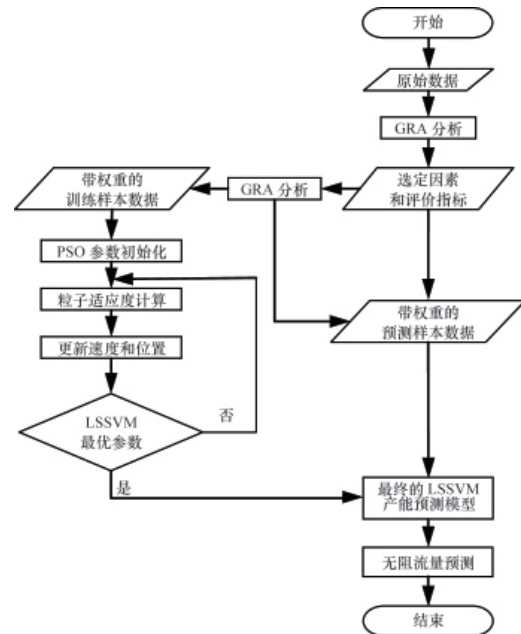 开始
原始数据
GRA 分析
选定因素
和评价指标
GRA 分析
带权重的
训练样本数据
PSO 参数初始化
粒子适应度计算
更新速度和位置
LSSVM
最优参数
否
是
带权重的
预测样本数据
最终的 LSSVM
产能预测模型
无阻流量预测
结束